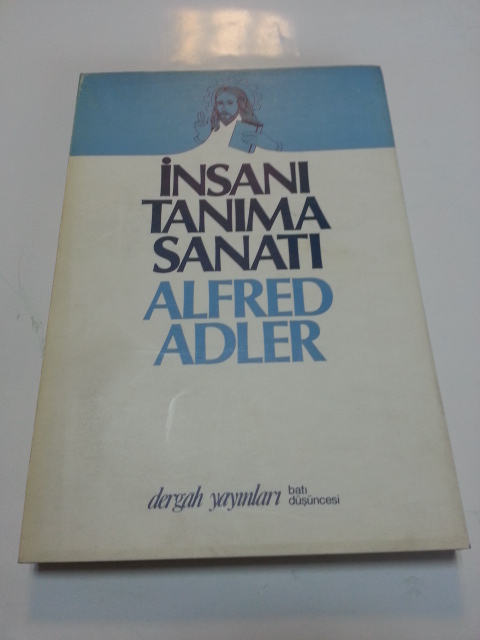 İNSANI
TANIMA
SANATI
ALFRED
ADLER
dergah yayınları
batı
düşüncesi